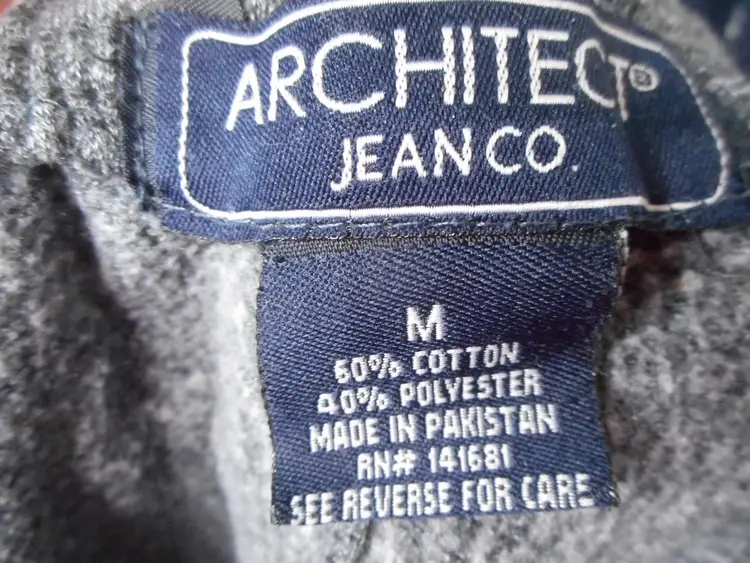 ARCHITECT®
JEAN CO.
M
60% COTTON
40% POLYESTER
MADE IN PAKISTAN
RN# 141681
SEE REVERSE FOR CARE